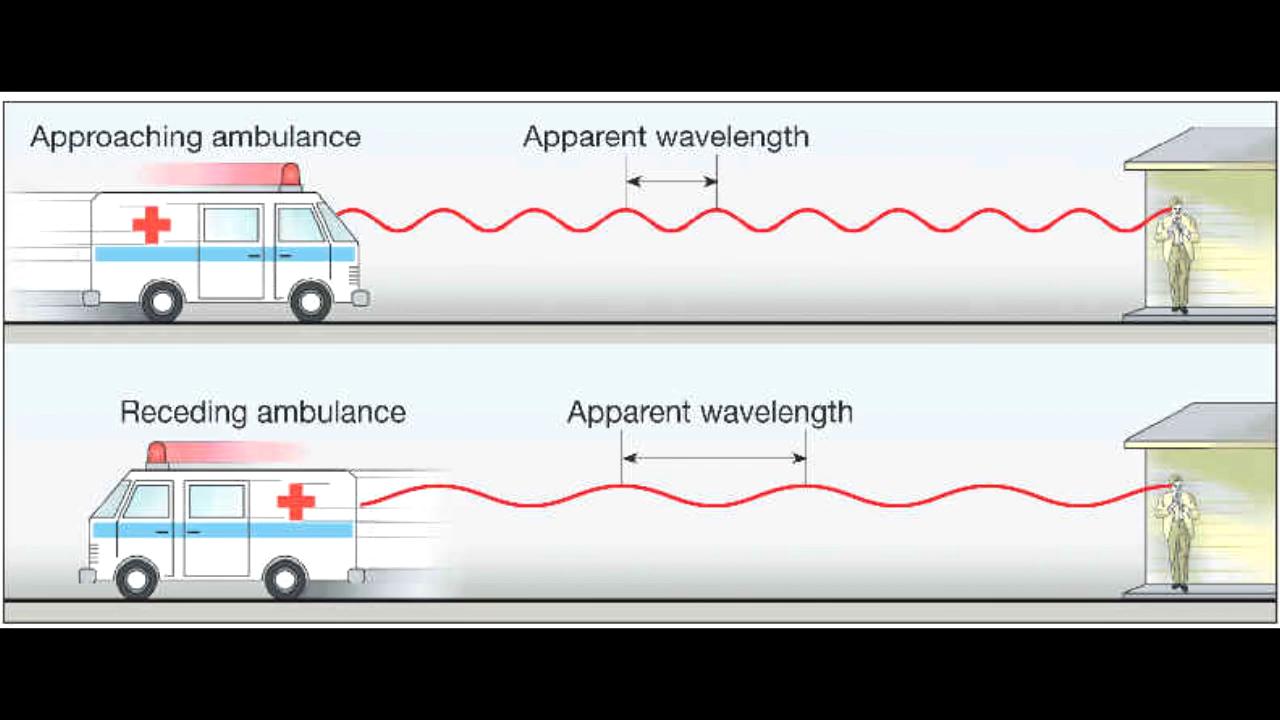 Approaching ambulance
Apparent wavelength
Receding ambulance
Apparent wavelength